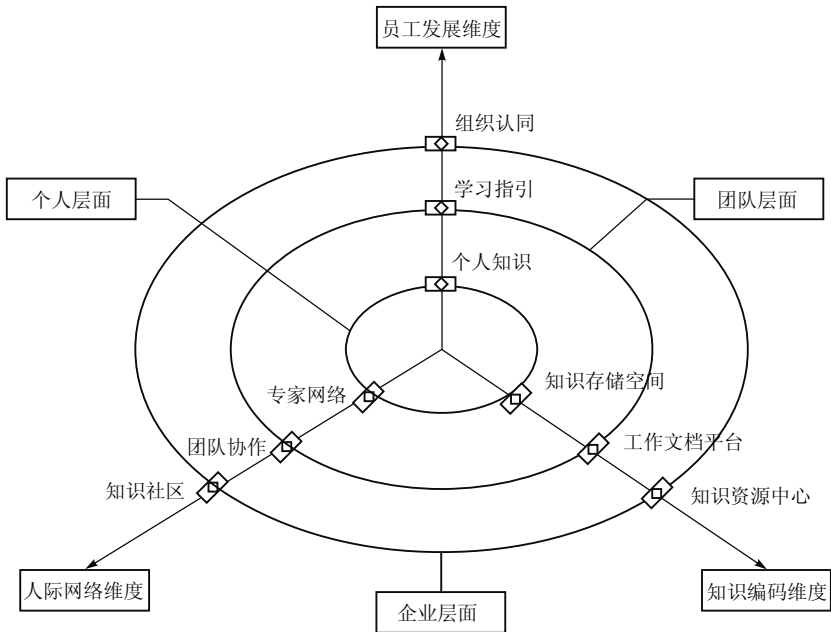 员工发展维度
组织认同
个人层面
学习指引
团队层面
个人知识
专家网络
知识存储空间
团队协作
工作文档平台
知识社区
知识资源中心
人际网络维度
企业层面
知识编码维度